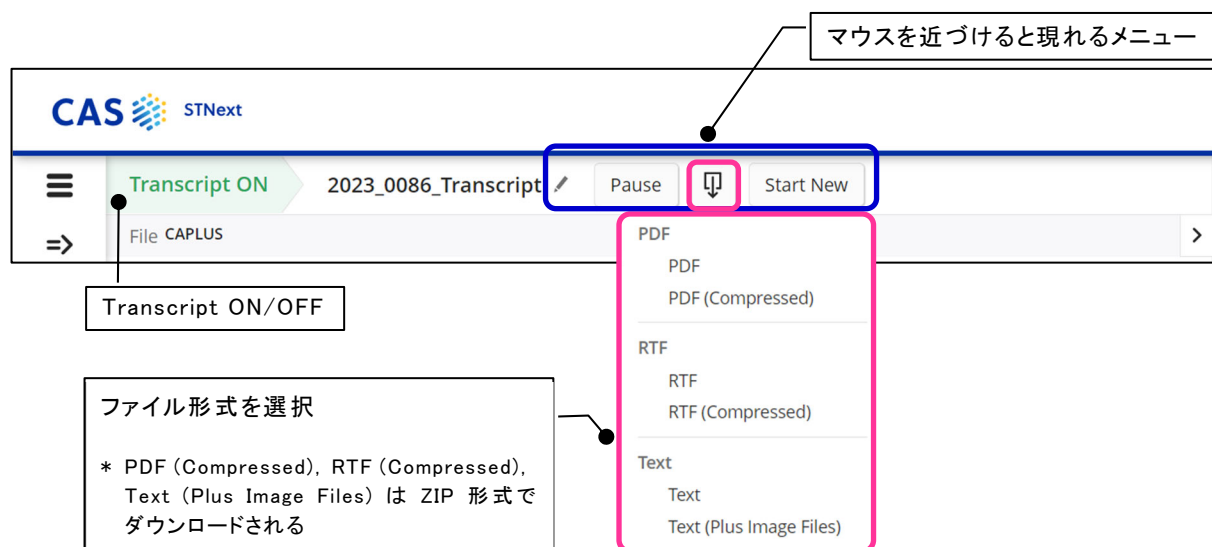 マウスを近づけると現れるメニュー
CAS STNext
Transcript ON 2023_0086_Transcript Pause Start New
File CAPLUS
Transcript ON/OFF
PDF
PDF
PDF (Compressed)
RTF
RTF
RTF (Compressed)
Text
Text
Text (Plus Image Files)
ファイル形式を選択
* PDF (Compressed), RTF (Compressed),
Text (Plus Image Files) は ZIP 形式で
ダウンロードされる